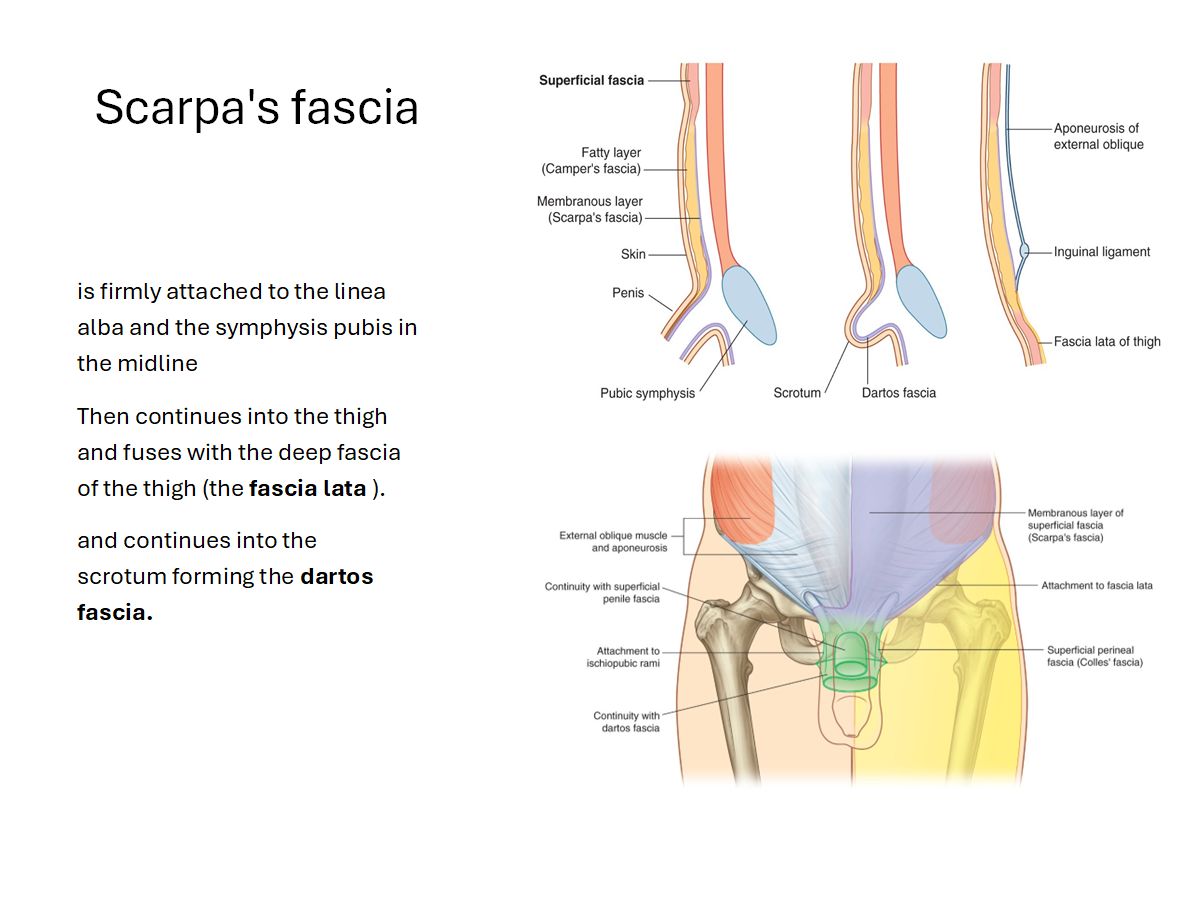 Scarpa's fascia
is firmly attached to the linea
alba and the symphysis pubis in
the midline
Then continues into the thigh
and fuses with the deep fascia
of the thigh (the fascia lata ).
and continues into the
scrotum forming the dartos
fascia.
Superficial fascia
Fatty layer
(Camper's fascia)
Membranous layer
(Scarpa's fascia)
Skin
Penis
Pubic symphysis
Scrotum
Dartos fascia
Aponeurosis of
external oblique
Inguinal ligament
Fascia lata of thigh
External oblique muscle
and aponeurosis
Continuity with superficial
penile fascia
Attachment to
ischiopubic rami
Continuity with
dartos fascia
Membranous layer of
superficial fascia
(Scarpa's fascia)
Attachment to fascia lata
Superficial perineal
fascia (Colles' fascia)